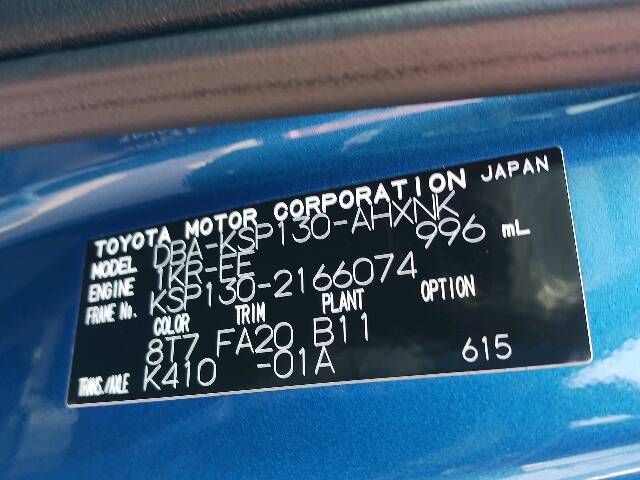 TOYOTA MOTOR CORPORATION JAPAN
MODEL DBA-KSP130-AHXNK
ENGINE 1KR-FE 996 mL
FRAME No. KSP130-2166074
COLOR TRIM PLANT OPTION
8T7 FA20 B11
TRANS./AXLE K410 -01A 615